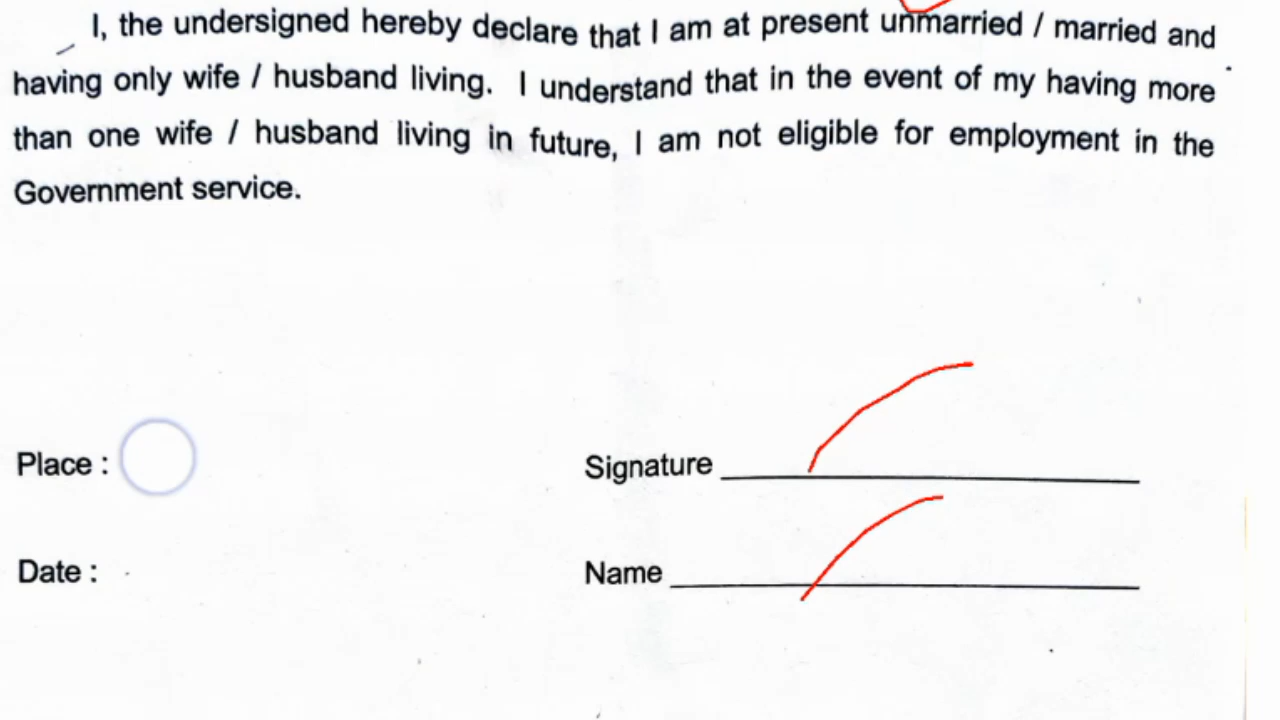 I, the undersigned hereby declare that I am at present unmarried / married and
having only wife / husband living. I understand that in the event of my having more
than one wife / husband living in future, I am not eligible for employment in the
Government service.
Place :
Signature
Date :
Name